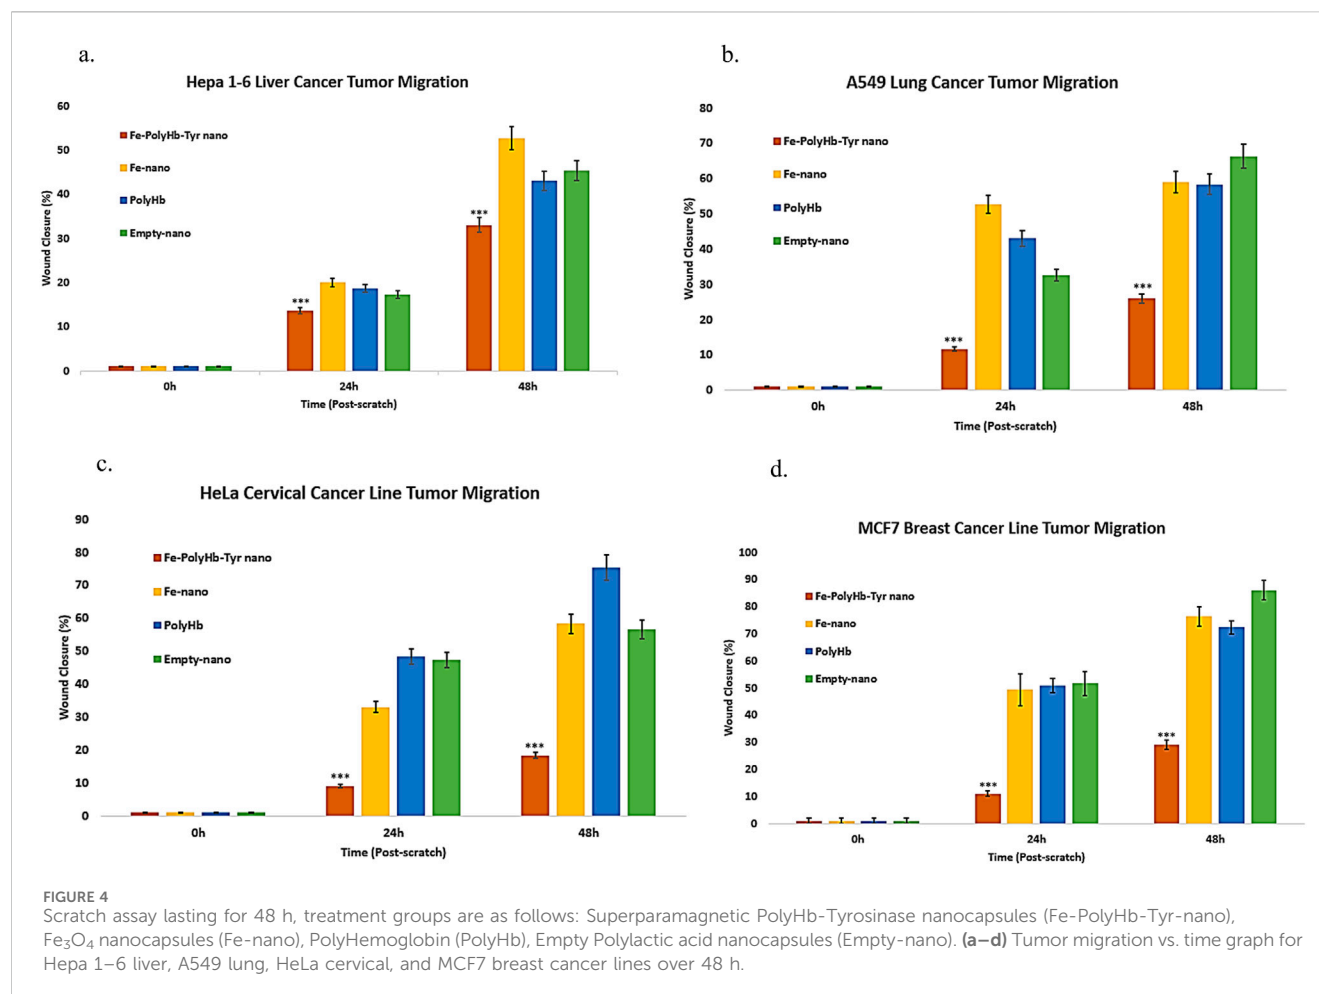 a.
Hepa 1-6 Liver Cancer Tumor Migration
60
50
40
30
20
10
0
Wound Closure (%)
Fe-PolyHb-Tyr nano
Fe-nano
PolyHb
Empty-nano
***
***
0h
24h
48h
Time (Post-scratch)
b.
A549 Lung Cancer Tumor Migration
80
70
60
50
40
30
20
10
0
Wound Closure (%)
Fe-PolyHb-Tyr nano
Fe-nano
PolyHb
Empty-nano
***
***
0h
24h
48h
Time (Post-scratch)
c.
HeLa Cervical Cancer Line Tumor Migration
90
80
70
60
50
40
30
20
10
0
Wound Closure (%)
Fe-PolyHb-Tyr nano
Fe-nano
PolyHb
Empty-nano
***
***
0h
24h
48h
Time (Post-scratch)
d.
MCF7 Breast Cancer Line Tumor Migration
100
90
80
70
60
50
40
30
20
10
0
Wound Closure (%)
Fe-PolyHb-Tyr nano
Fe-nano
PolyHb
Empty-nano
***
***
0h
24h
48h
Time (Post-scratch)
FIGURE 4
Scratch assay lasting for 48 h, treatment groups are as follows: Superparamagnetic PolyHb-Tyrosinase nanocapsules (Fe-PolyHb-Tyr-nano),
Fe₃O₄ nanocapsules (Fe-nano), PolyHemoglobin (PolyHb), Empty Polylactic acid nanocapsules (Empty-nano). (a–d) Tumor migration vs. time graph for
Hepa 1–6 liver, A549 lung, HeLa cervical, and MCF7 breast cancer lines over 48 h.